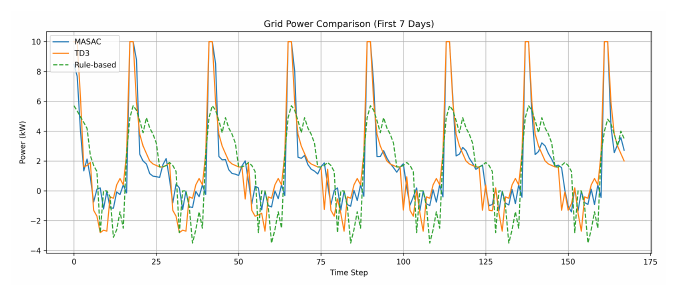 Grid Power Comparison (First 7 Days)
MASAC
TD3
Rule-based
Power (kW)
10
8
6
4
2
0
−2
−4
0
25
50
75
100
125
150
175
Time Step